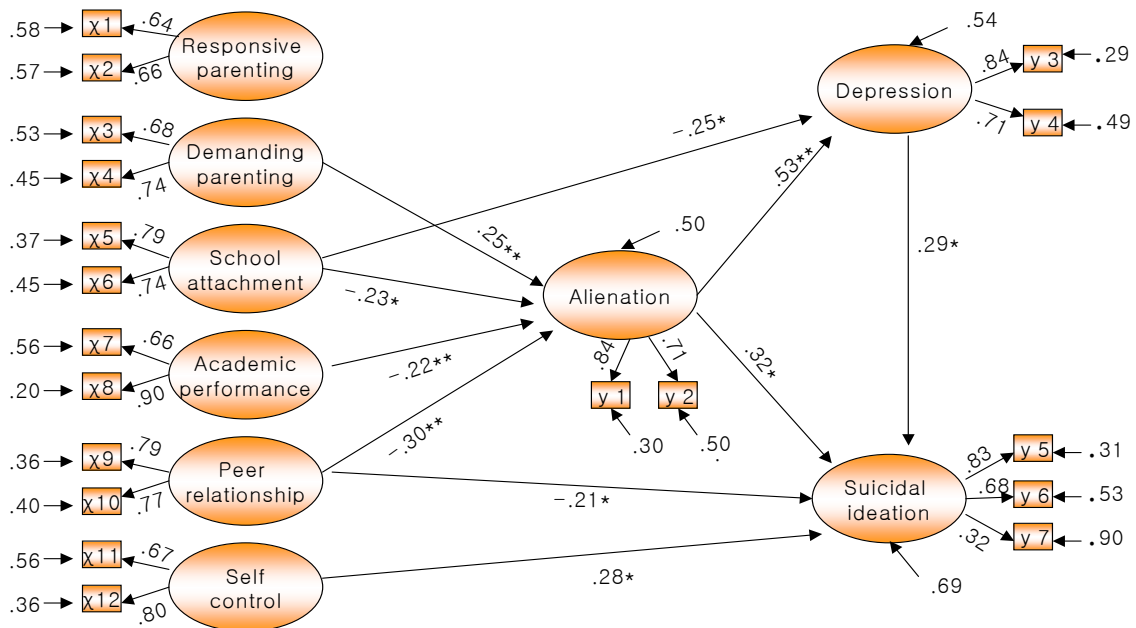 .58
χ1
.64
Responsive
parenting
.57
χ2
.66
.53
χ3
.68
Demanding
parenting
.45
χ4
.74
.37
χ5
.79
School
attachment
.45
χ6
.74
.56
χ7
.66
Academic
performance
.20
χ8
.90
.36
χ9
.79
Peer
relationship
.40
χ10
.77
.56
χ11
.67
Self
control
.36
χ12
.80
-.25*
.25**
-.23*
-.22**
-.30**
-.21*
.28*
.50
Alienation
.84
.71
y 1
y 2
.30
.50
.53**
.32*
.54
Depression
.84
y 3
.29
.71
y 4
.49
.29*
Suicidal
ideation
.83
y 5
.31
.68
y 6
.53
.32
y 7
.90
.69